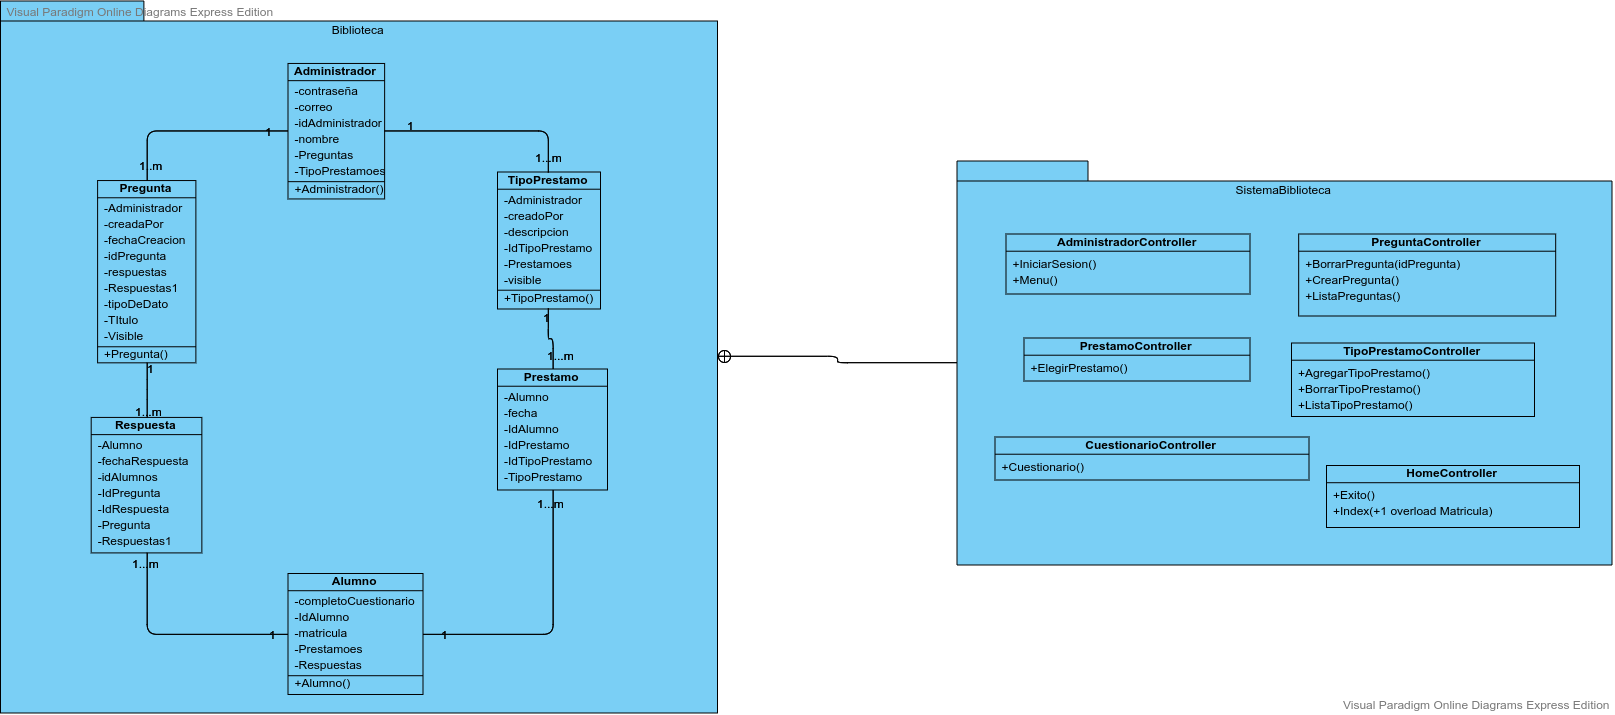 Visual Paradigm Online Diagrams Express Edition
Biblioteca
Administrador
-contraseña
-correo
-idAdministrador
-nombre
-Preguntas
-TipoPrestamoes
+Administrador()
1
1
1...m
1...m
Pregunta
-Administrador
-creadaPor
-fechaCreacion
-idPregunta
-respuestas
-Respuestas1
-tipoDeDato
-TItulo
-Visible
+Pregunta()
1
1...m
TipoPrestamo
-Administrador
-creadoPor
-descripcion
-IdTipoPrestamo
-Prestamoes
-visible
+TipoPrestamo()
1
1...m
Respuesta
-Alumno
-fechaRespuesta
-idAlumnos
-IdPregunta
-IdRespuesta
-Pregunta
-Respuestas1
1...m
Prestamo
-Alumno
-fecha
-IdAlumno
-IdPrestamo
-IdTipoPrestamo
-TipoPrestamo
1...m
1
1
Alumno
-completoCuestionario
-IdAlumno
-matricula
-Prestamoes
-Respuestas
+Alumno()
SistemaBiblioteca
AdministradorController
+IniciarSesion()
+Menu()
PreguntaController
+BorrarPregunta(idPregunta)
+CrearPregunta()
+ListaPreguntas()
PrestamoController
+ElegirPrestamo()
TipoPrestamoController
+AgregarTipoPrestamo()
+BorrarTipoPrestamo()
+ListaTipoPrestamo()
CuestionarioController
+Cuestionario()
HomeController
+Exito()
+Index(+1 overload Matricula)
Visual Paradigm Online Diagrams Express Edition